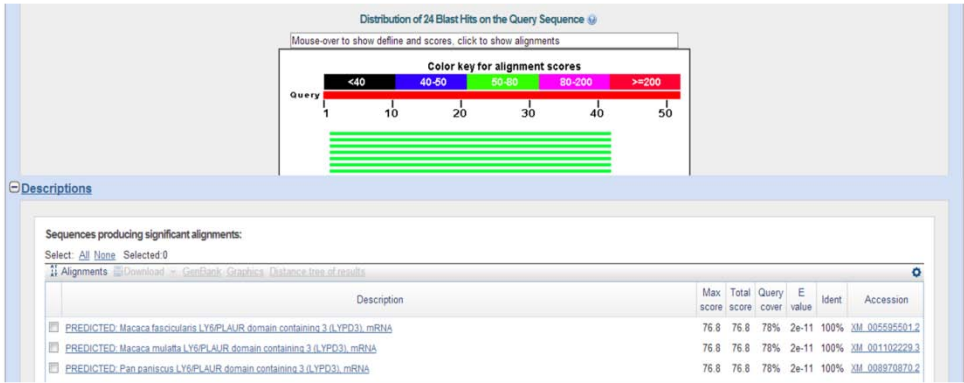 Distribution of 24 Blast Hits on the Query Sequence
Mouse-over to show defline and scores, click to show alignments
Color key for alignment scores
<40 40-50 50-80 80-200 >=200
Query
1 10 20 30 40 50
Descriptions
Sequences producing significant alignments:
Select: All None Selected:0
Alignments Download GenBank Graphics Distance tree of results
Description Max score Total score Query cover E value Ident Accession
PREDICTED: Macaca fascicularis LY6/PLAUR domain containing 3 (LYPD3), mRNA 76.8 76.8 78% 2e-11 100% XM_005595501.2
PREDICTED: Macaca mulatta LY6/PLAUR domain containing 3 (LYPD3), mRNA 76.8 76.8 78% 2e-11 100% XM_001102229.3
PREDICTED: Pan paniscus LY6/PLAUR domain containing 3 (LYPD3), mRNA 76.8 76.8 78% 2e-11 100% XM_008970870.2